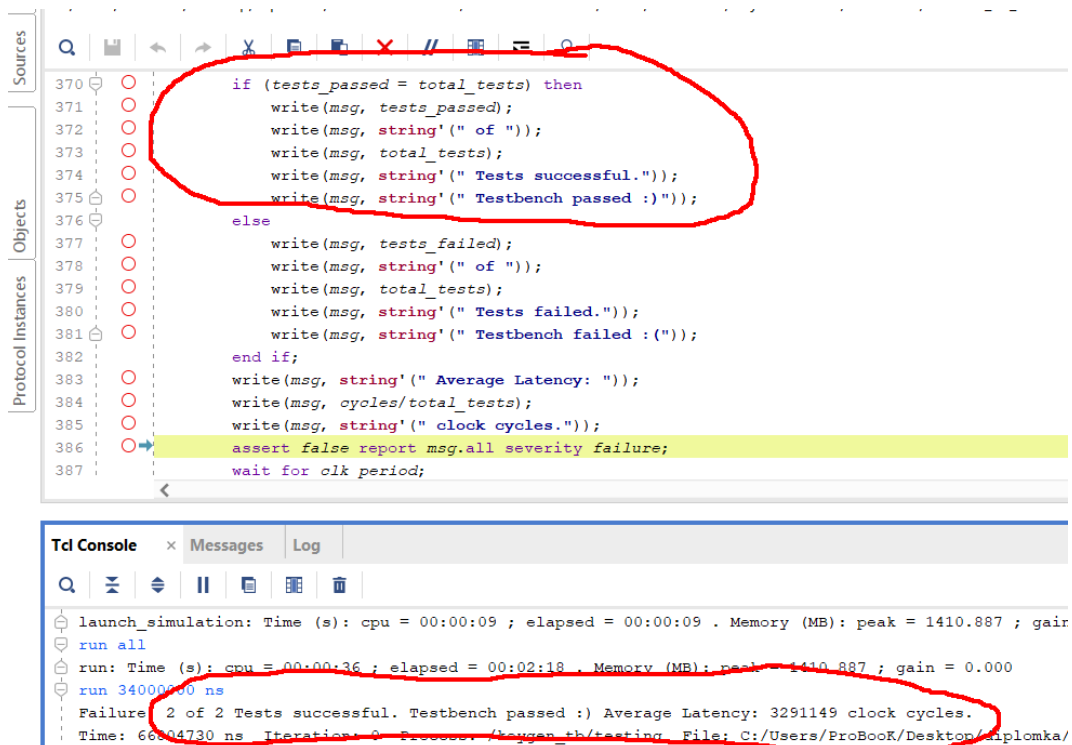 Sources
Objects
Protocol Instances
370 if (tests_passed = total_tests) then
371 write(msg, tests_passed);
372 write(msg, string'(" of "));
373 write(msg, total_tests);
374 write(msg, string'(" Tests successful."));
375 write(msg, string'(" Testbench passed :)"));
376 else
377 write(msg, tests_failed);
378 write(msg, string'(" of "));
379 write(msg, total_tests);
380 write(msg, string'(" Tests failed."));
381 write(msg, string'(" Testbench failed :("));
382 end if;
383 write(msg, string'(" Average Latency: "));
384 write(msg, cycles/total_tests);
385 write(msg, string'(" clock cycles."));
386 assert false report msg.all severity failure;
387 wait for clk period;
Tcl Console × Messages Log
launch_simulation: Time (s): cpu = 00:00:09 ; elapsed = 00:00:09 . Memory (MB): peak = 1410.887 ; gain
run all
run: Time (s): cpu = 00:00:36 ; elapsed = 00:02:18 . Memory (MB): peak = 1410.887 ; gain = 0.000
run 34000000 ns
Failure: 2 of 2 Tests successful. Testbench passed :) Average Latency: 3291149 clock cycles.
Time: 66804730 ns Iteration: 0 Process: /keygen_tb/testing File: C:/Users/ProBooK/Desktop/diplomka/